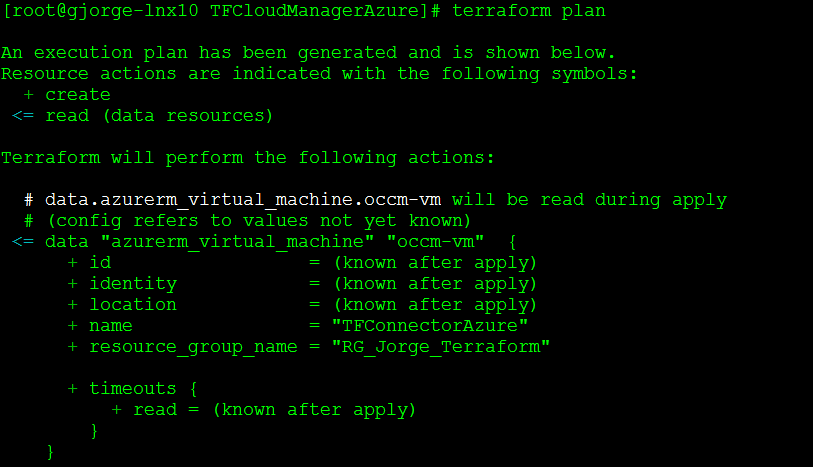 [root@gjorge-lnx10 TFCloudManagerAzure]# terraform plan
An execution plan has been generated and is shown below.
Resource actions are indicated with the following symbols:
  + create
 <= read (data resources)
Terraform will perform the following actions:
  # data.azurerm_virtual_machine.occm-vm will be read during apply
  # (config refers to values not yet known)
 <= data "azurerm_virtual_machine" "occm-vm"  {
      + id                  = (known after apply)
      + identity            = (known after apply)
      + location            = (known after apply)
      + name                = "TFConnectorAzure"
      + resource_group_name = "RG_Jorge_Terraform"
      + timeouts {
          + read = (known after apply)
        }
    }